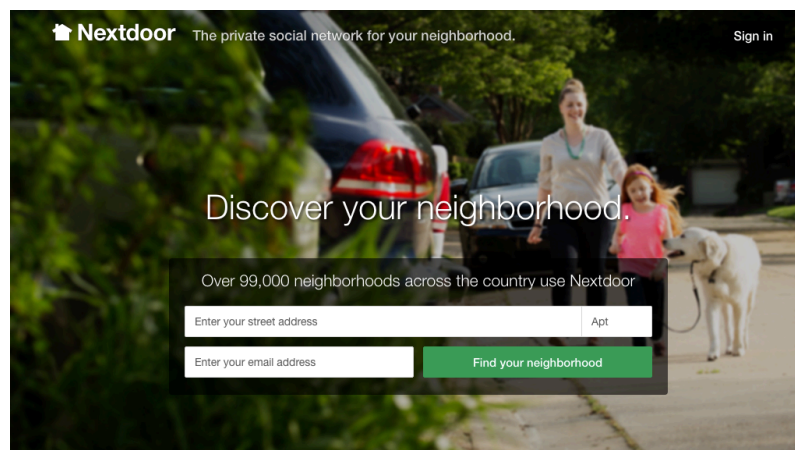 Nextdoor The private social network for your neighborhood. Sign in
Discover your neighborhood.
Over 99,000 neighborhoods across the country use Nextdoor
Enter your street address Apt
Enter your email address Find your neighborhood